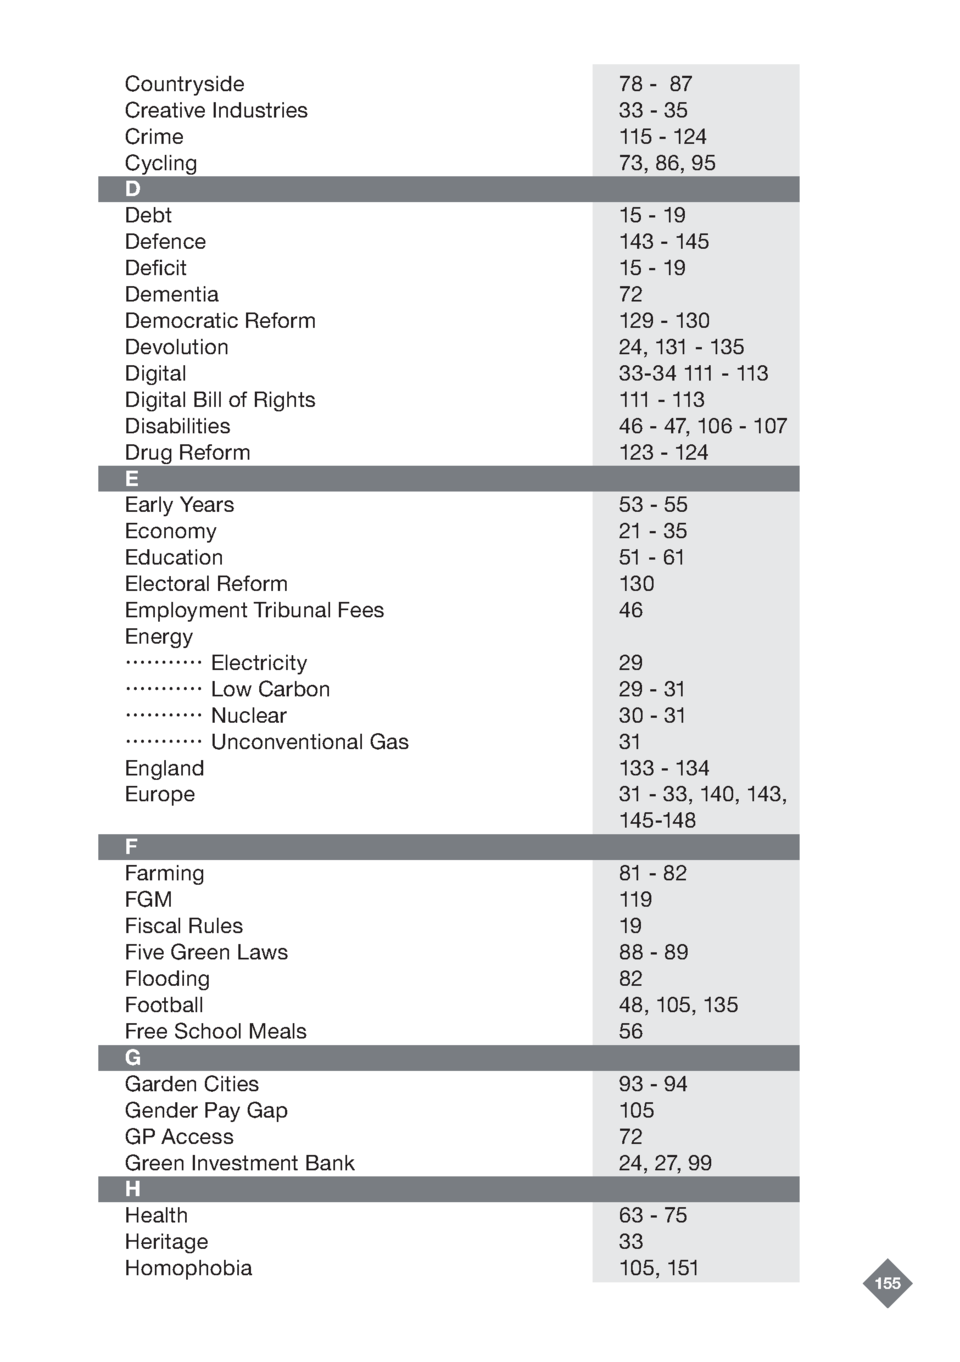 Countryside 78 -  87
Creative Industries 33 - 35
Crime 115 - 124
Cycling 73, 86, 95
D
Debt 15 - 19
Defence 143 - 145
Deficit 15 - 19
Dementia 72
Democratic Reform 129 - 130
Devolution 24, 131 - 135
Digital 33-34 111 - 113
Digital Bill of Rights 111 - 113
Disabilities 46 - 47, 106 - 107
Drug Reform 123 - 124
E
Early Years 53 - 55
Economy 21 - 35
Education 51 - 61
Electoral Reform 130
Employment Tribunal Fees 46
Energy
........... Electricity 29
........... Low Carbon 29 - 31
........... Nuclear 30 - 31
........... Unconventional Gas 31
England 133 - 134
Europe 31 - 33, 140, 143,
145-148
F
Farming 81 - 82
FGM 119
Fiscal Rules 19
Five Green Laws 88 - 89
Flooding 82
Football 48, 105, 135
Free School Meals 56
G
Garden Cities 93 - 94
Gender Pay Gap 105
GP Access 72
Green Investment Bank 24, 27, 99
H
Health 63 - 75
Heritage 33
Homophobia 105, 151
155